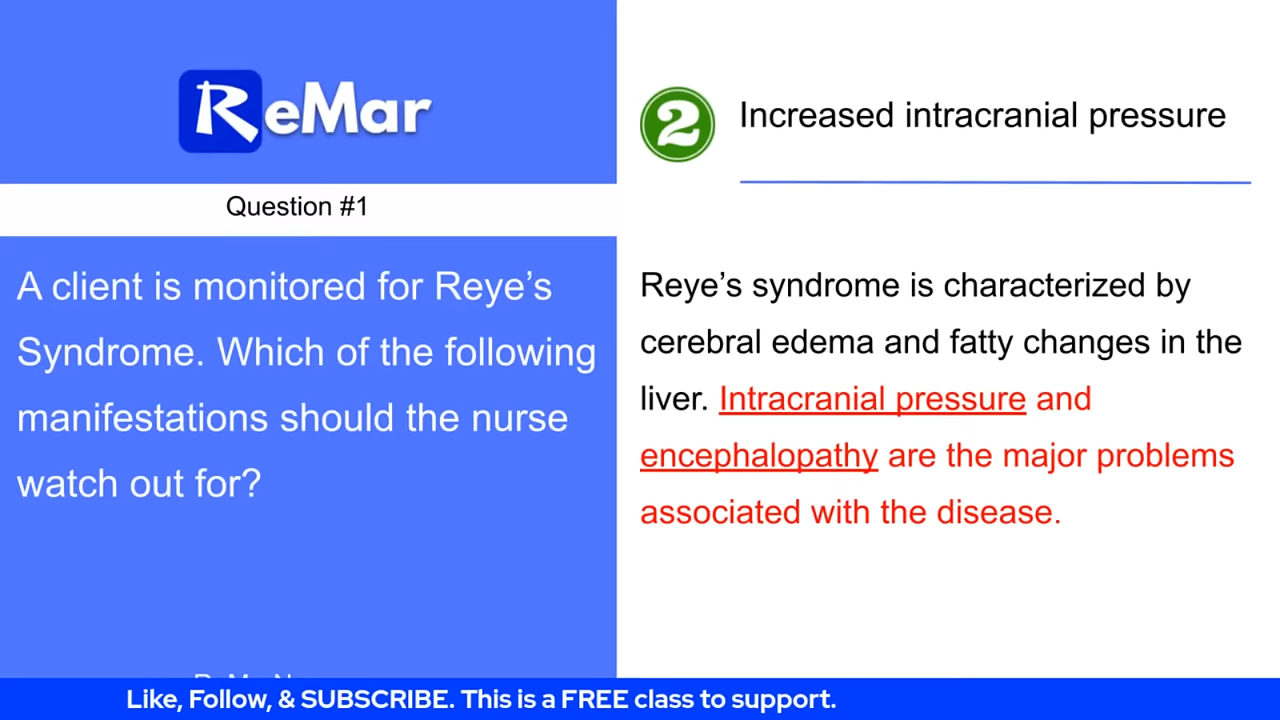 ReMar
Question #1
A client is monitored for Reye’s
Syndrome. Which of the following
manifestations should the nurse
watch out for?
2
Increased intracranial pressure
Reye’s syndrome is characterized by
cerebral edema and fatty changes in the
liver. Intracranial pressure and
encephalopathy are the major problems
associated with the disease.
Like, Follow, & SUBSCRIBE. This is a FREE class to support.